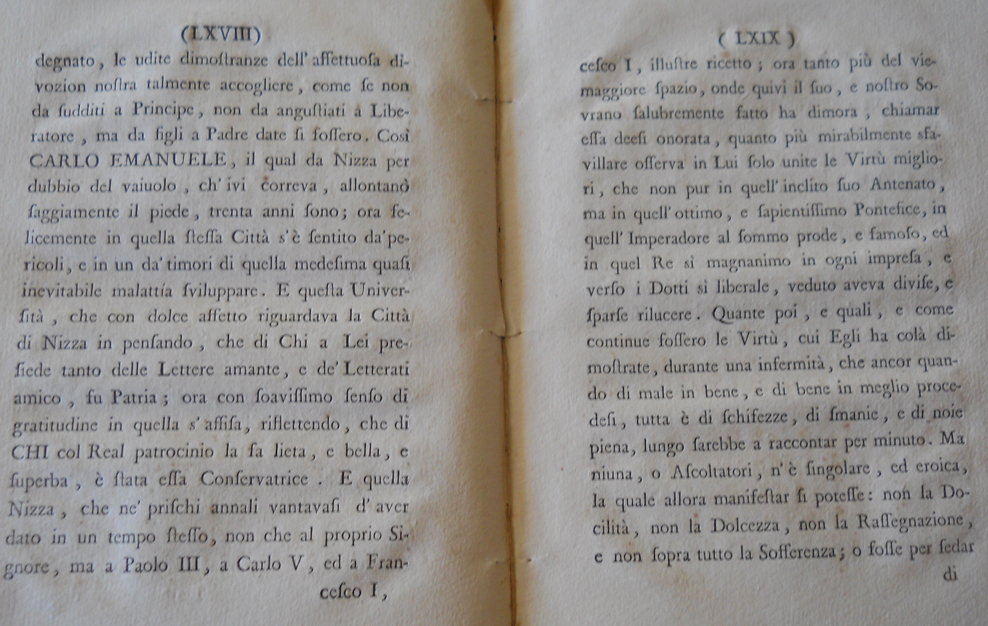 (LXVIII)
degnato, le udite dimoſtranze dell' affettuoſa di-
vozion noſtra talmente accogliere, come ſe non
da ſudditi a Principe, non da anguſtiati a Libe-
ratore, ma da figli a Padre date ſi foſſero. Così
CARLO EMANUELE, il qual da Nizza per
dubbio del vaiuolo, ch' ivi correva, allontanò
ſaggiamente il piede, trenta anni ſono; ora fe-
licemente in quella ſteſſa Città s'è ſentito da'pe-
ricoli, e in un da' timori di quella medeſima quaſi
inevitabile malattía ſviluppare. E queſta Univer-
ſità, che con dolce affetto riguardava la Città
di Nizza in penſando, che di Chi a Lei pre-
ſiede tanto delle Lettere amante, e de' Letterati
amico, fu Patria; ora con ſoaviſſimo ſenſo di
gratitudine in quella s' affiſa, riflettendo, che di
CHI col Real patrocinio la fa lieta, e bella, e
ſuperba, è ſtata eſſa Conſervatrice. E quella
Nizza, che ne' priſchi annali vantavaſi d' aver
dato in un tempo ſteſſo, non che al proprio Si-
gnore, ma a Paolo III, a Carlo V, ed a Fran-
ceſco I,
( LXIX )
ceſco I, illuſtre ricetto; ora tanto più del vie-
maggiore ſpazio, onde quivi il ſuo, e noſtro So-
vrano ſalubremente fatto ha dimora, chiamar
eſſa deeſi onorata, quanto più mirabilmente sfa-
villare oſſerva in Lui ſolo unite le Virtù miglio-
ri, che non pur in quell' inclito ſuo Antenato,
ma in quell' ottimo, e ſapientiſſimo Pontefice, in
quell' Imperadore al ſommo prode, e famoſo, ed
in quel Re sì magnanimo in ogni impreſa, e
verſo i Dotti sì liberale, veduto aveva diviſe, e
ſparſe rilucere. Quante poi, e quali, e come
continue foſſero le Virtù, cui Egli ha colà di-
moſtrate, durante una infermità, che ancor quan-
do di male in bene, e di bene in meglio proce-
deſi, tutta è di ſchifezze, di ſmanie, e di noie
piena, lungo ſarebbe a raccontar per minuto. Ma
niuna, o Aſcoltatori, n' è ſingolare, ed eroica,
la quale allora manifeſtar ſi poteſſe: non la Do-
cilità, non la Dolcezza, non la Raſſegnazione,
e non ſopra tutto la Sofferenza; o foſſe per ſedar
di